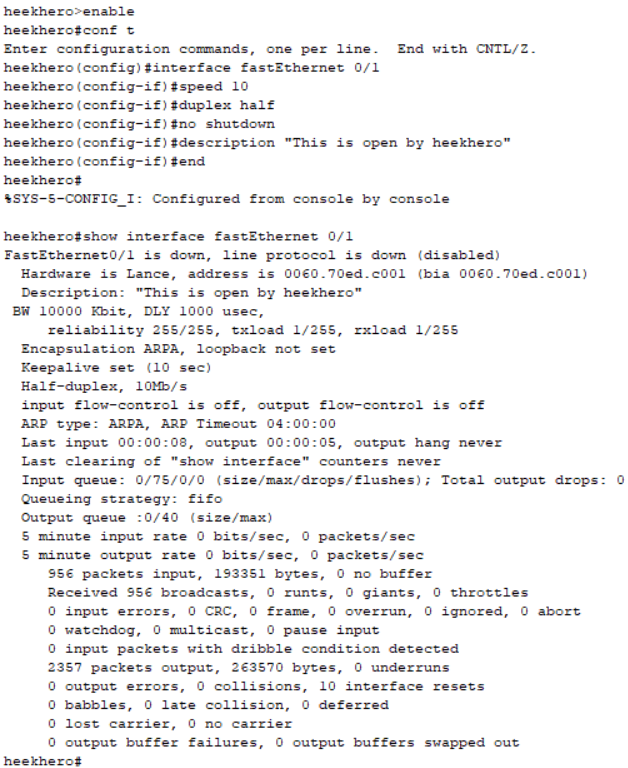 heekhero>enable
heekhero#conf t
Enter configuration commands, one per line.  End with CNTL/Z.
heekhero(config)#interface fastEthernet 0/1
heekhero(config-if)#speed 10
heekhero(config-if)#duplex half
heekhero(config-if)#no shutdown
heekhero(config-if)#description "This is open by heekhero"
heekhero(config-if)#end
heekhero#
%SYS-5-CONFIG_I: Configured from console by console

heekhero#show interface fastEthernet 0/1
FastEthernet0/1 is down, line protocol is down (disabled)
  Hardware is Lance, address is 0060.70ed.c001 (bia 0060.70ed.c001)
  Description: "This is open by heekhero"
 BW 10000 Kbit, DLY 1000 usec,
     reliability 255/255, txload 1/255, rxload 1/255
  Encapsulation ARPA, loopback not set
  Keepalive set (10 sec)
  Half-duplex, 10Mb/s
  input flow-control is off, output flow-control is off
  ARP type: ARPA, ARP Timeout 04:00:00
  Last input 00:00:08, output 00:00:05, output hang never
  Last clearing of "show interface" counters never
  Input queue: 0/75/0/0 (size/max/drops/flushes); Total output drops: 0
  Queueing strategy: fifo
  Output queue :0/40 (size/max)
  5 minute input rate 0 bits/sec, 0 packets/sec
  5 minute output rate 0 bits/sec, 0 packets/sec
     956 packets input, 193351 bytes, 0 no buffer
     Received 956 broadcasts, 0 runts, 0 giants, 0 throttles
     0 input errors, 0 CRC, 0 frame, 0 overrun, 0 ignored, 0 abort
     0 watchdog, 0 multicast, 0 pause input
     0 input packets with dribble condition detected
     2357 packets output, 263570 bytes, 0 underruns
     0 output errors, 0 collisions, 10 interface resets
     0 babbles, 0 late collision, 0 deferred
     0 lost carrier, 0 no carrier
     0 output buffer failures, 0 output buffers swapped out
heekhero#